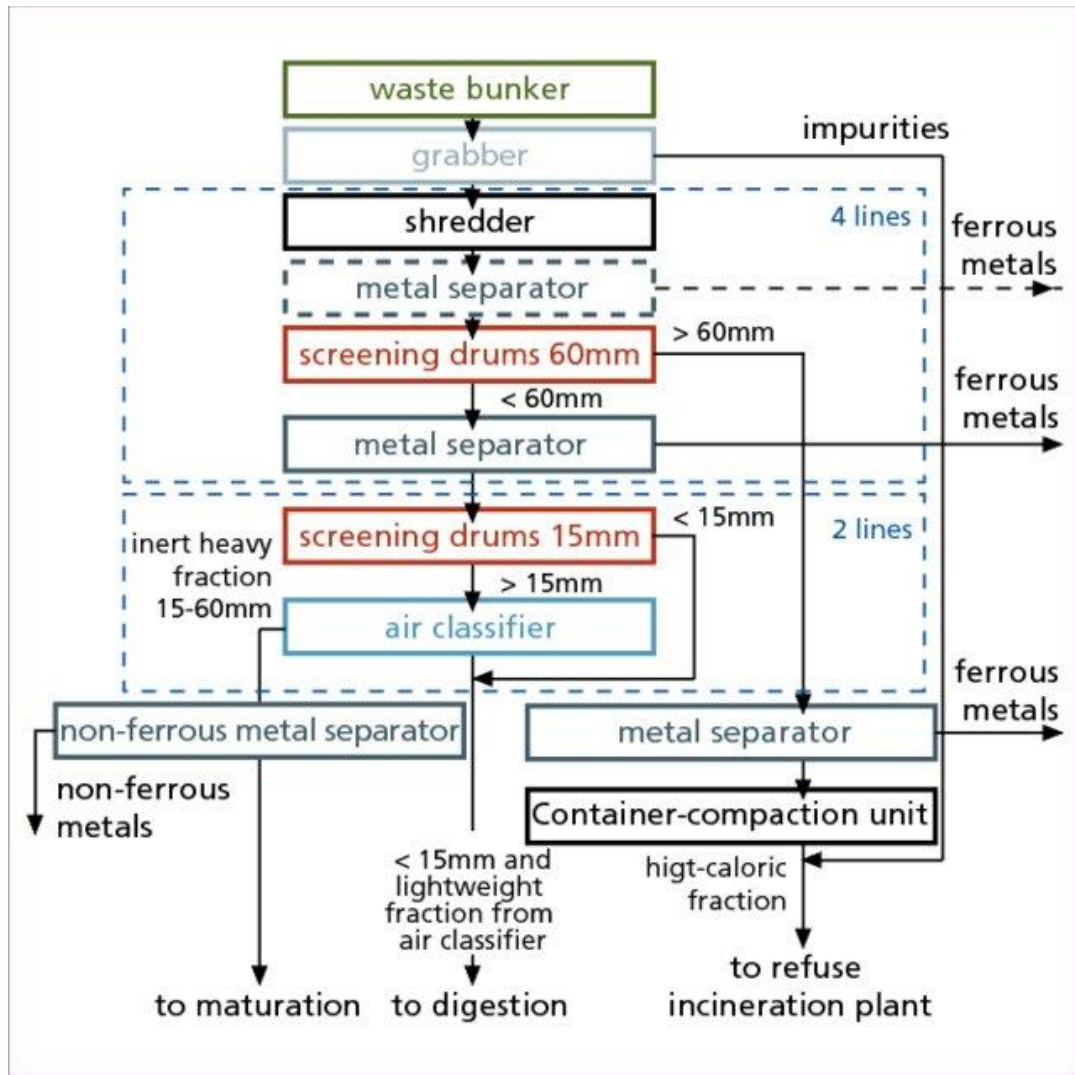 waste bunker
grabber
impurities
shredder
4 lines
ferrous
metals
metal separator
screening drums 60mm
> 60mm
< 60mm
ferrous
metals
metal separator
screening drums 15mm
< 15mm
2 lines
inert heavy
fraction
15-60mm
> 15mm
air classifier
ferrous
metals
non-ferrous metal separator
metal separator
non-ferrous
metals
Container-compaction unit
< 15mm and
lightweight
fraction from
air classifier
higt-caloric
fraction
to maturation
to digestion
to refuse
incineration plant